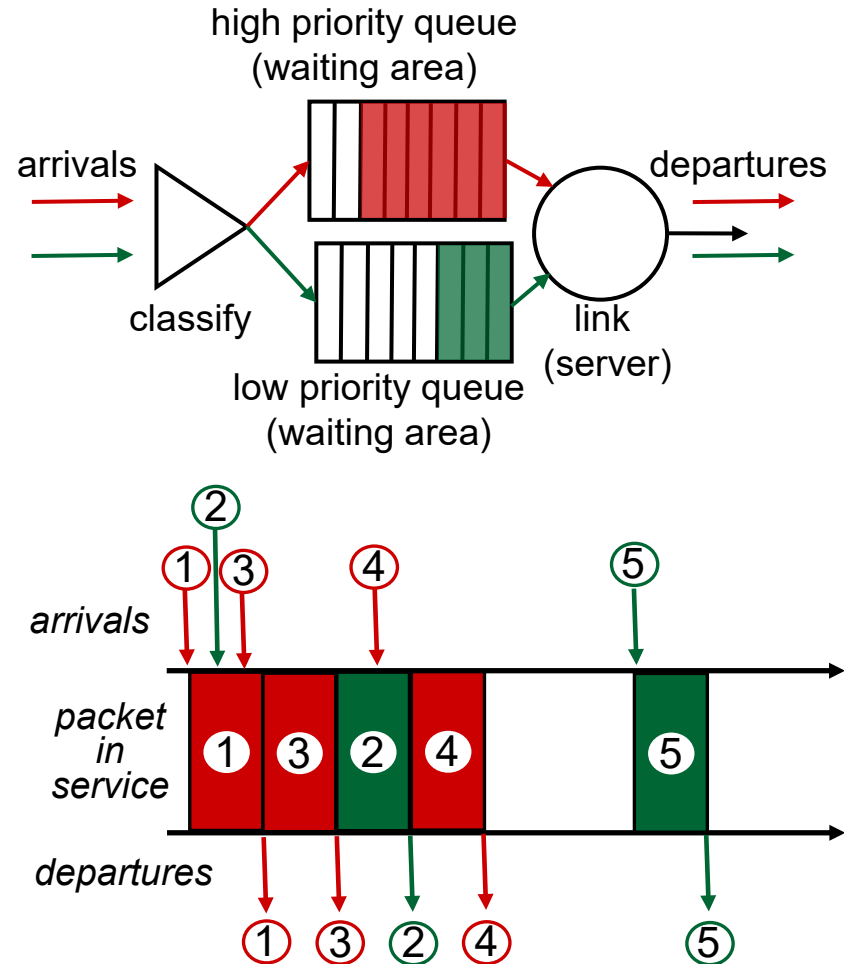 high priority queue
(waiting area)
arrivals
departures
classify
link
(server)
low priority queue
(waiting area)
2
1
3
4
5
arrivals
packet
in
service
1
3
2
4
5
departures
1
3
2
4
5